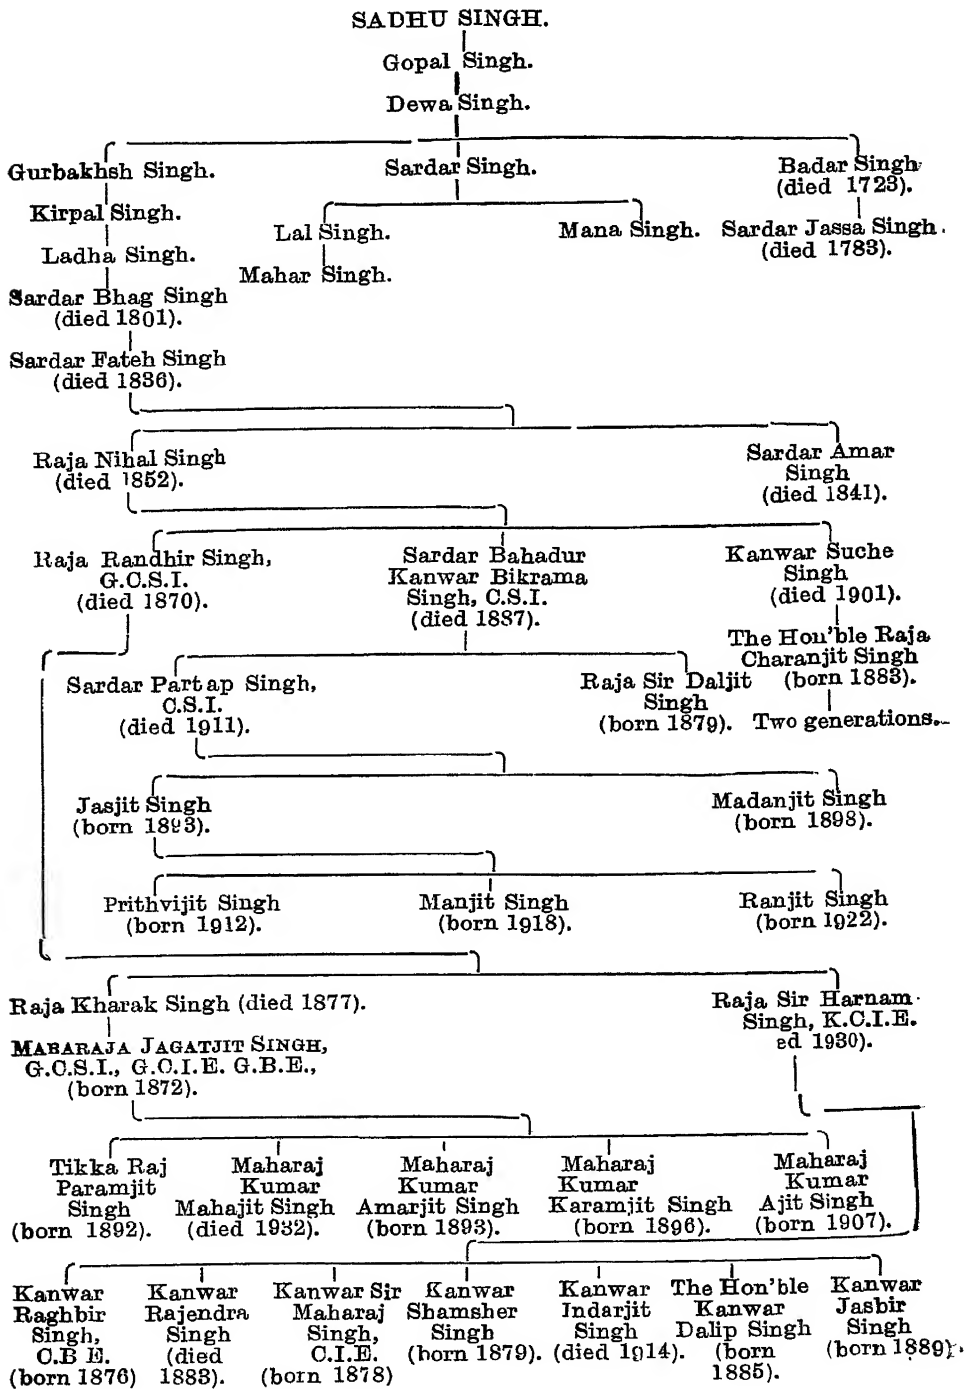 SADHU SINGH.
Gopal Singh.
Dewa Singh.
Gurbakhsh Singh.
Sardar Singh.
Badar Singh
(died 1723).
Kirpal Singh.
Lal Singh.
Mana Singh.
Sardar Jassa Singh.
(died 1783).
Ladha Singh.
Mahar Singh.
Sardar Bhag Singh
(died 1801).
Sardar Fateh Singh
(died 1836).
Raja Nihal Singh
(died 1852).
Sardar Amar
Singh
(died 1841).
Raja Randhir Singh,
G.C.S.I.
(died 1870).
Sardar Bahadur
Kanwar Bikrama
Singh, C.S.I.
(died 1887).
Kanwar Suche
Singh
(died 1901).
The Hon'ble Raja
Charanjit Singh
(born 1883).
Two generations.
Sardar Partap Singh,
C.S.I.
(died 1911).
Raja Sir Daljit
Singh
(born 1879).
Jasjit Singh
(born 1893).
Madanjit Singh
(born 1898).
Prithvijit Singh
(born 1912).
Manjit Singh
(born 1918).
Ranjit Singh
(born 1922).
Raja Kharak Singh (died 1877).
Raja Sir Harnam
Singh, K.C.I.E.
ed 1930).
MAHARAJA JAGATJIT SINGH,
G.C.S.I., G.C.I.E. G.B.E.,
(born 1872).
Tikka Raj
Paramjit
Singh
(born 1892).
Maharaj
Kumar
Mahajit Singh
(died 1932).
Maharaj
Kumar
Amarjit Singh
(born 1893).
Maharaj
Kumar
Karamjit Singh
(born 1896).
Maharaj
Kumar
Ajit Singh
(born 1907).
Kanwar
Raghbir
Singh,
C.B E.
(born 1876)
Kanwar
Rajendra
Singh
(died
1883).
Kanwar Sir
Maharaj
Singh,
C.I.E.
(born 1878)
Kanwar
Shamsher
Singh
(born 1879).
Kanwar
Indarjit
Singh
(died 1914).
The Hon'ble
Kanwar
Dalip Singh
(born
1885).
Kanwar
Jasbir
Singh
(born 1889).